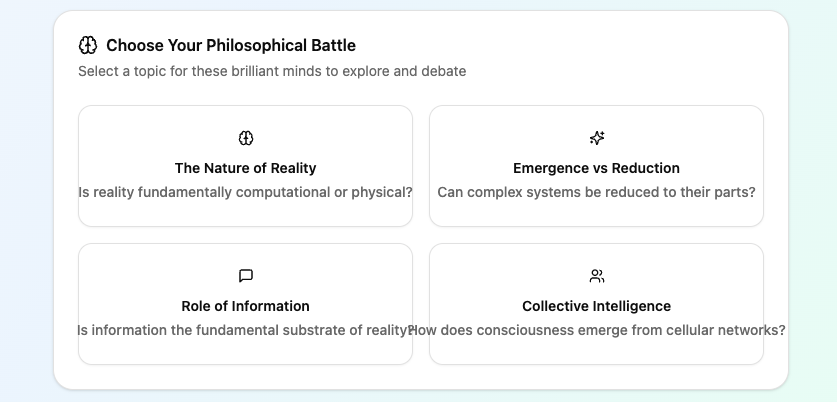 Choose Your Philosophical Battle
Select a topic for these brilliant minds to explore and debate
The Nature of Reality
Is reality fundamentally computational or physical?
Emergence vs Reduction
Can complex systems be reduced to their parts?
Role of Information
Is information the fundamental substrate of reality?
Collective Intelligence
How does consciousness emerge from cellular networks?